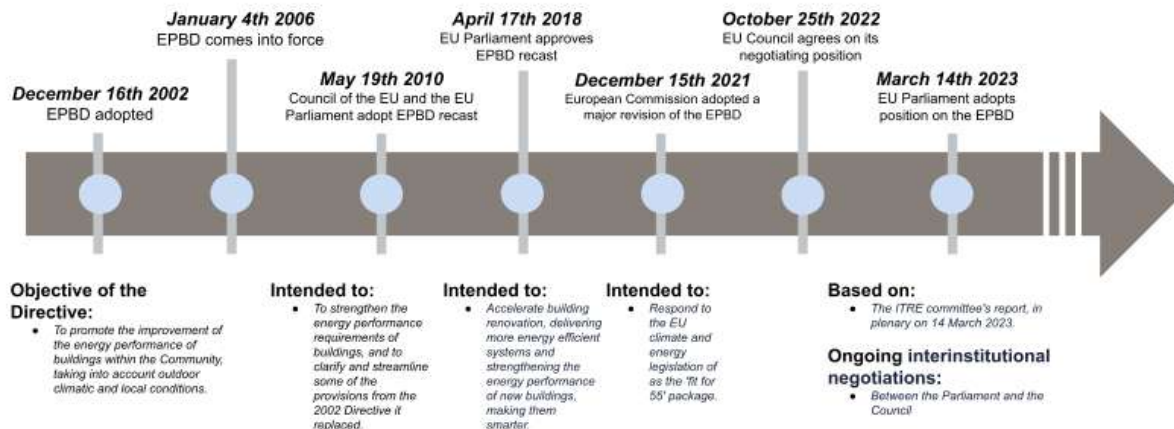 January 4th 2006
EPBD comes into force
April 17th 2018
EU Parliament approves
EPBD recast
October 25th 2022
EU Council agrees on its
negotiating position
December 16th 2002
EPBD adopted
May 19th 2010
Council of the EU and the EU
Parliament adopt EPBD recast
December 15th 2021
European Commission adopted a
major revision of the EPBD
March 14th 2023
EU Parliament adopts
position on the EPBD
Objective of the
Directive:
● To promote the improvement of
the energy performance of
buildings within the Community,
taking into account outdoor
climatic and local conditions.
Intended to:
● To strengthen the
energy performance
requirements of
buildings, and to
clarify and streamline
some of the
provisions from the
2002 Directive it
replaced.
Intended to:
● Accelerate building
renovation, delivering
more energy efficient
systems and
strengthening the
energy performance
of new buildings,
making them
smarter.
Intended to:
● Respond to
the EU
climate and
energy
legislation of
as the 'fit for
55' package.
Based on:
● The ITRE committee's report, in
plenary on 14 March 2023.
Ongoing interinstitutional
negotiations:
● Between the Parliament and the
Council